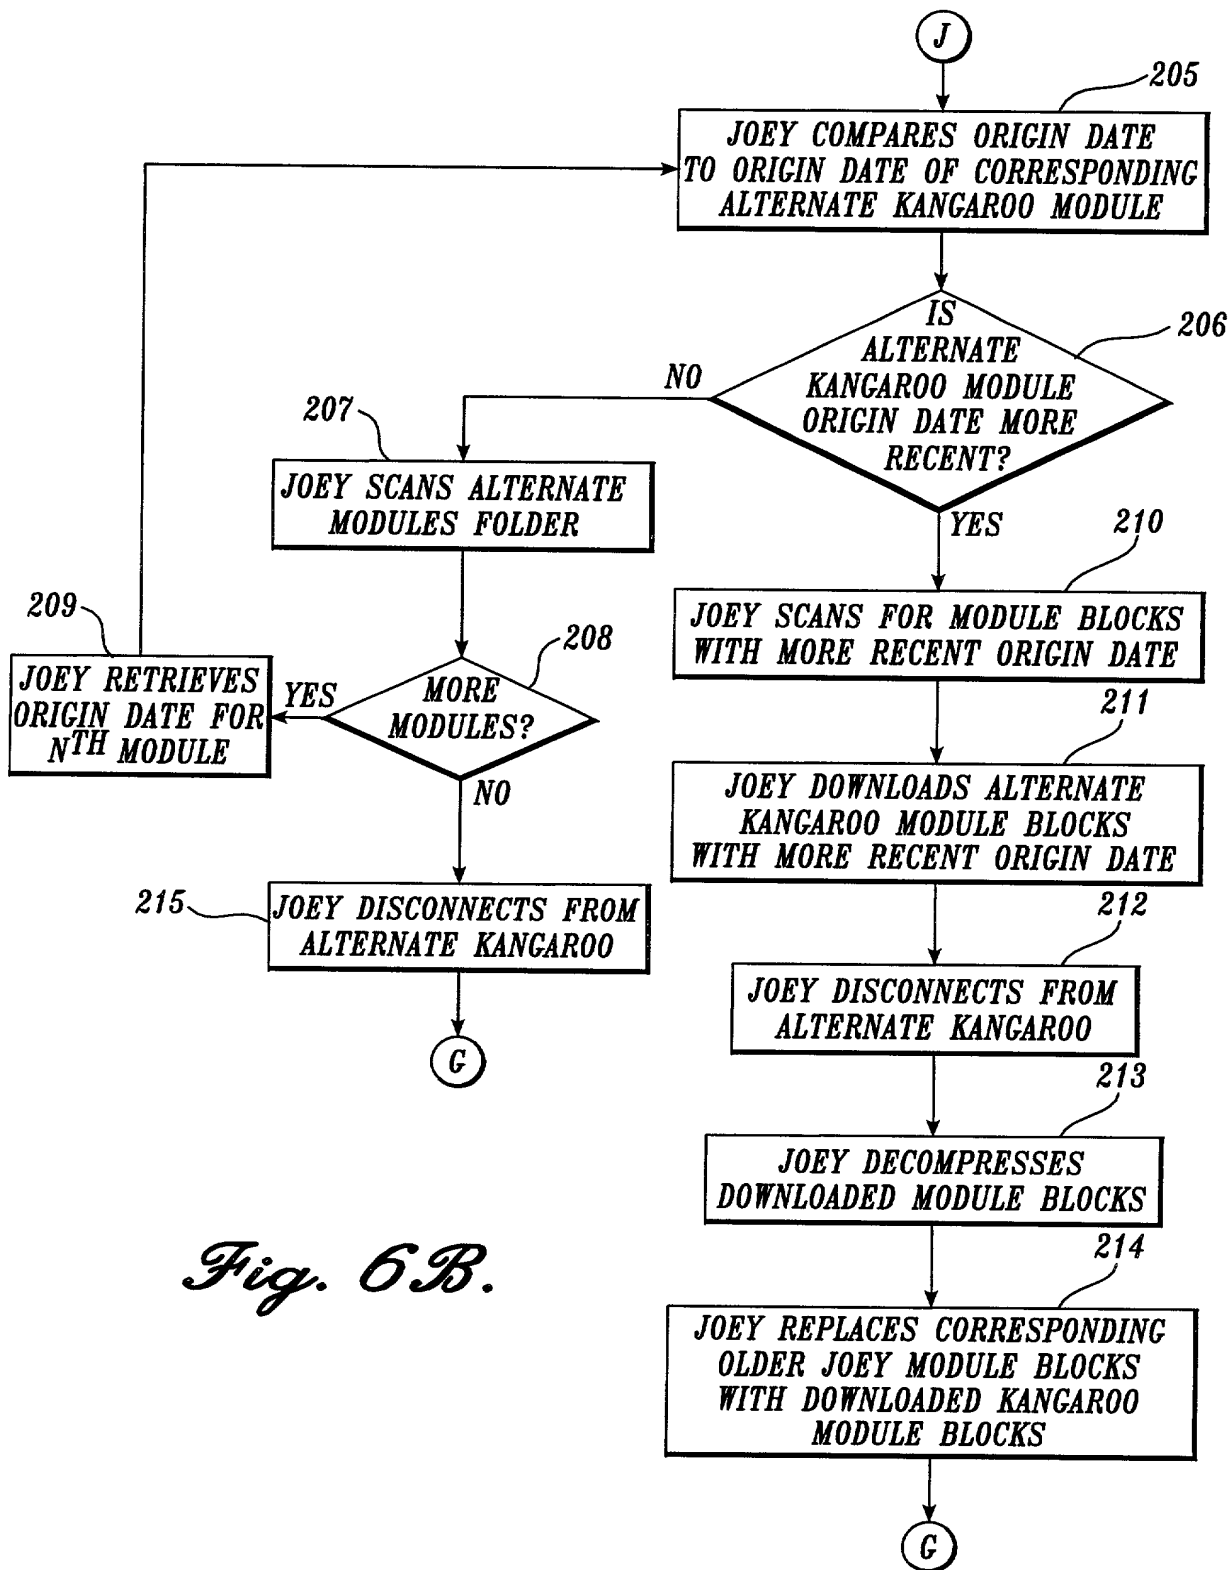 J
205
JOEY COMPARES ORIGIN DATE
TO ORIGIN DATE OF CORRESPONDING
ALTERNATE KANGAROO MODULE
206
IS
ALTERNATE
KANGAROO MODULE
ORIGIN DATE MORE
RECENT?
NO
YES
207
JOEY SCANS ALTERNATE
MODULES FOLDER
208
MORE
MODULES?
YES
NO
209
JOEY RETRIEVES
ORIGIN DATE FOR
NTH MODULE
215
JOEY DISCONNECTS FROM
ALTERNATE KANGAROO
G
210
JOEY SCANS FOR MODULE BLOCKS
WITH MORE RECENT ORIGIN DATE
211
JOEY DOWNLOADS ALTERNATE
KANGAROO MODULE BLOCKS
WITH MORE RECENT ORIGIN DATE
212
JOEY DISCONNECTS FROM
ALTERNATE KANGAROO
213
JOEY DECOMPRESSES
DOWNLOADED MODULE BLOCKS
214
JOEY REPLACES CORRESPONDING
OLDER JOEY MODULE BLOCKS
WITH DOWNLOADED KANGAROO
MODULE BLOCKS
G
Fig. 6B.